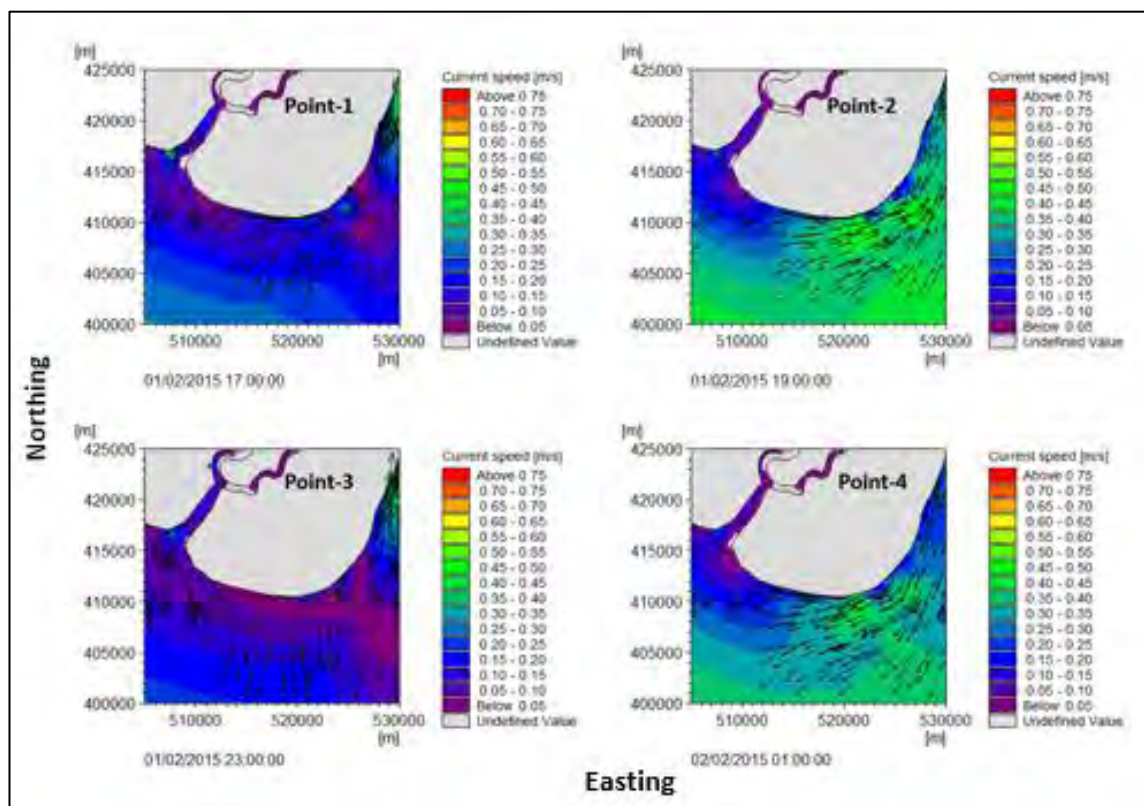 Northing
[m]
425000
420000
415000
410000
405000
400000
510000 520000 530000
[m]
Point-1
01/02/2015 17:00:00
Current speed [m/s]
Above 0.75
0.70 - 0.75
0.65 - 0.70
0.60 - 0.65
0.55 - 0.60
0.50 - 0.55
0.45 - 0.50
0.40 - 0.45
0.35 - 0.40
0.30 - 0.35
0.25 - 0.30
0.20 - 0.25
0.15 - 0.20
0.10 - 0.15
0.05 - 0.10
Below 0.05
Undefined Value
[m]
425000
420000
415000
410000
405000
400000
510000 520000 530000
[m]
Point-2
01/02/2015 19:00:00
Current speed [m/s]
Above 0.75
0.70 - 0.75
0.65 - 0.70
0.60 - 0.65
0.55 - 0.60
0.50 - 0.55
0.45 - 0.50
0.40 - 0.45
0.35 - 0.40
0.30 - 0.35
0.25 - 0.30
0.20 - 0.25
0.15 - 0.20
0.10 - 0.15
0.05 - 0.10
Below 0.05
Undefined Value
[m]
425000
420000
415000
410000
405000
400000
510000 520000 530000
[m]
Point-3
01/02/2015 23:00:00
Current speed [m/s]
Above 0.75
0.70 - 0.75
0.65 - 0.70
0.60 - 0.65
0.55 - 0.60
0.50 - 0.55
0.45 - 0.50
0.40 - 0.45
0.35 - 0.40
0.30 - 0.35
0.25 - 0.30
0.20 - 0.25
0.15 - 0.20
0.10 - 0.15
0.05 - 0.10
Below 0.05
Undefined Value
[m]
425000
420000
415000
410000
405000
400000
510000 520000 530000
[m]
Point-4
02/02/2015 01:00:00
Current speed [m/s]
Above 0.75
0.70 - 0.75
0.65 - 0.70
0.60 - 0.65
0.55 - 0.60
0.50 - 0.55
0.45 - 0.50
0.40 - 0.45
0.35 - 0.40
0.30 - 0.35
0.25 - 0.30
0.20 - 0.25
0.15 - 0.20
0.10 - 0.15
0.05 - 0.10
Below 0.05
Undefined Value
Easting